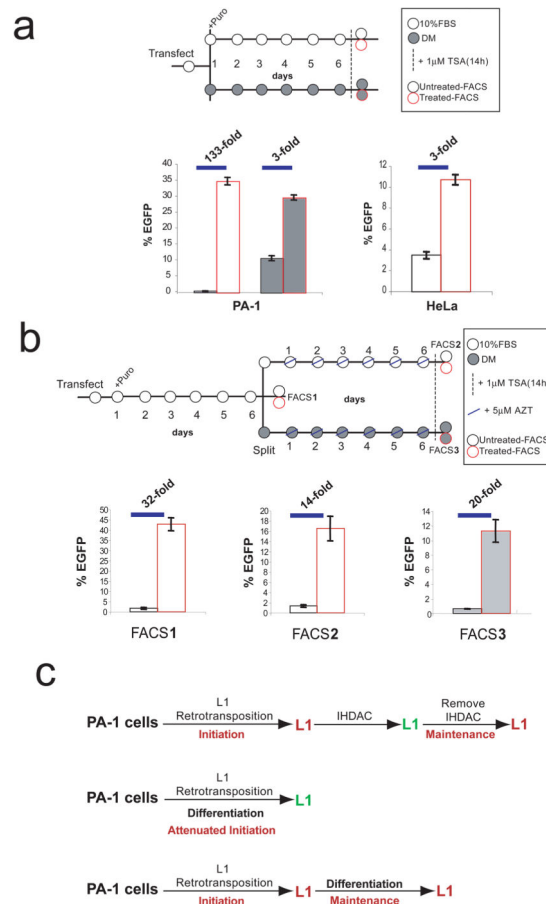 a
+Puro
Transfect
1 2 3 4 5 6
days
10%FBS
DM
+ 1μM TSA(14h)
Untreated-FACS
Treated-FACS
133-fold
3-fold
% EGFP
40
35
30
25
20
15
10
5
0
PA-1
3-fold
% EGFP
12
10
8
6
4
2
0
HeLa
b
Transfect
+Puro
1 2 3 4 5 6
days
FACS1
Split
1 2 3 4 5 6
days
1 2 3 4 5 6
FACS2
FACS3
10%FBS
DM
+ 1μM TSA(14h
+ 5μM AZT
Untreated-FACS
Treated-FACS
32-fold
% EGFP
50
45
40
35
30
25
20
15
10
5
0
FACS1
14-fold
% EGFP
20
18
16
14
12
10
8
6
4
2
0
FACS2
20-fold
% EGFP
14
12
10
8
6
4
2
0
FACS3
c
PA-1 cells
L1
Retrotransposition
Initiation
L1
IHDAC
L1
Remove
IHDAC
Maintenance
L1
PA-1 cells
L1
Retrotransposition
Differentiation
Attenuated Initiation
L1
PA-1 cells
L1
Retrotransposition
Initiation
L1
Differentiation
Maintenance
L1